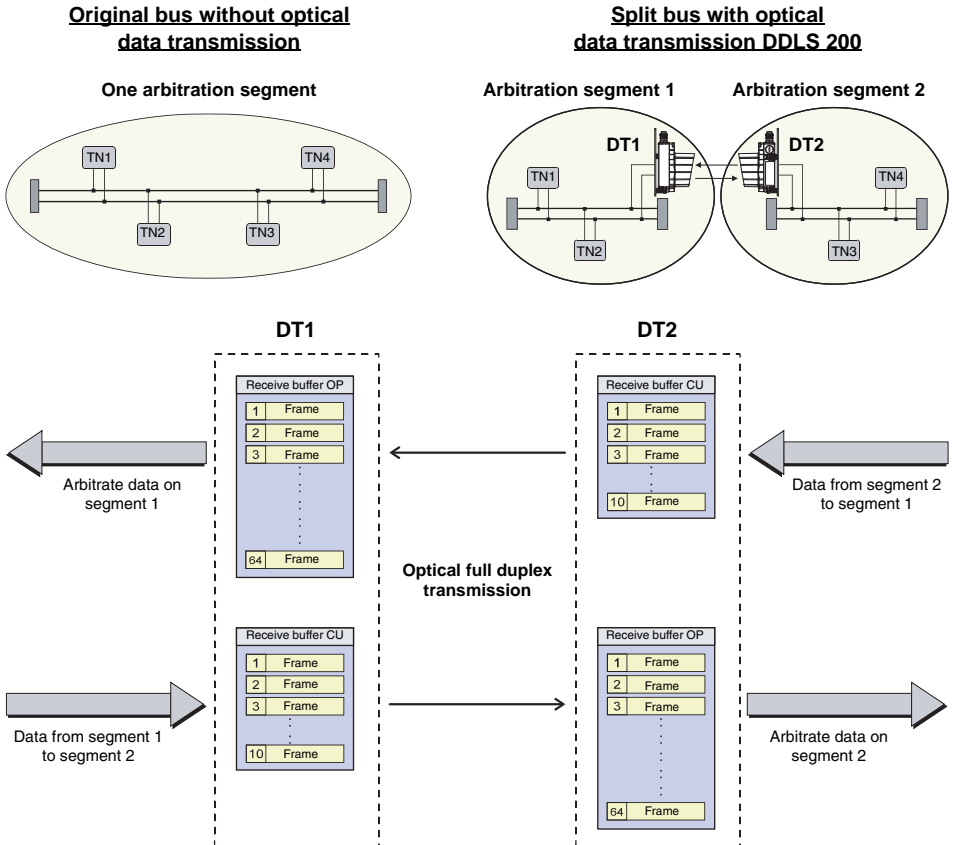 Original bus without optical
data transmission
Split bus with optical
data transmission DDLS 200
One arbitration segment
Arbitration segment 1
Arbitration segment 2
TN1
TN4
TN2
TN3
DT1
DT2
TN1
TN2
TN4
TN3
DT1
DT2
Receive buffer OP
1 Frame
2 Frame
3 Frame
64 Frame
Receive buffer CU
1 Frame
2 Frame
3 Frame
10 Frame
Arbitrate data on
segment 1
Data from segment 2
to segment 1
Optical full duplex
transmission
Receive buffer CU
1 Frame
2 Frame
3 Frame
10 Frame
Receive buffer OP
1 Frame
2 Frame
3 Frame
64 Frame
Data from segment 1
to segment 2
Arbitrate data on
segment 2